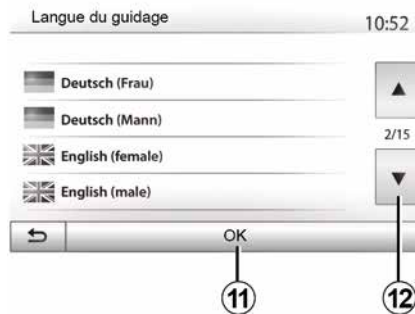 Langue du guidage
10:52
Deutsch (Frau)
Deutsch (Mann)
2/15
English (female)
English (male)
OK
11
12